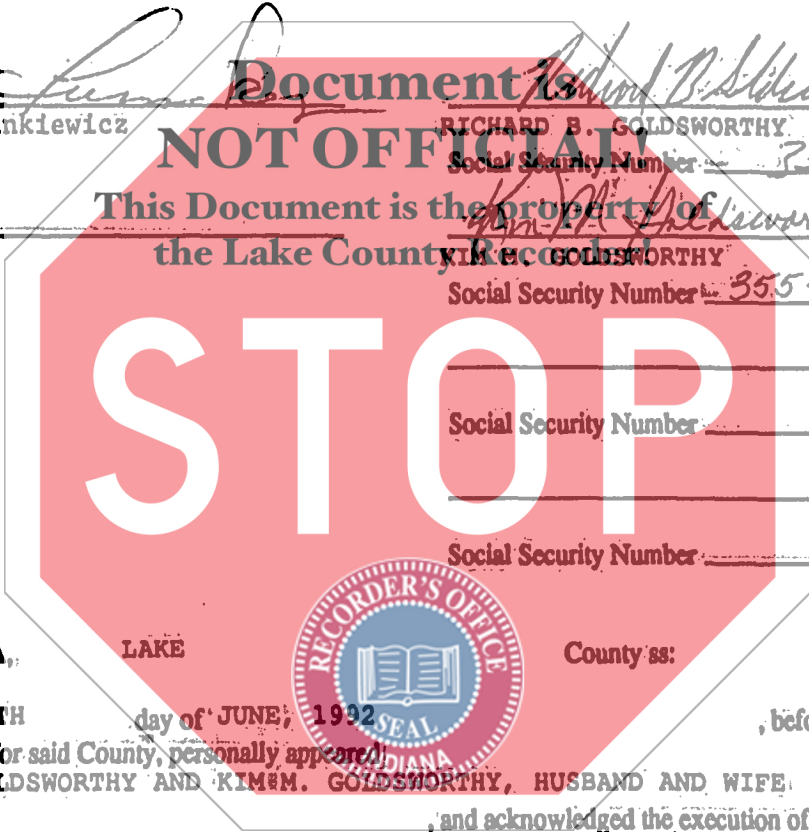 Document is
nkiewicz
RICHARD B. GOLDSWORTHY
NOT OFFICIAL!
Social Security Number
This Document is the property of
the Lake County Recorder!
KIM M. GOLDSWORTHY
Social Security Number 355
STOP
Social Security Number
Social Security Number
RECORDER'S OFFICE
SEAL
INDIANA
LAKE County ss:
TH day of JUNE, 1992 , befo
or said County, personally appeared
LDSWORTHY AND KIM M. GOLDSWORTHY, HUSBAND AND WIFE
, and acknowledged the execution of